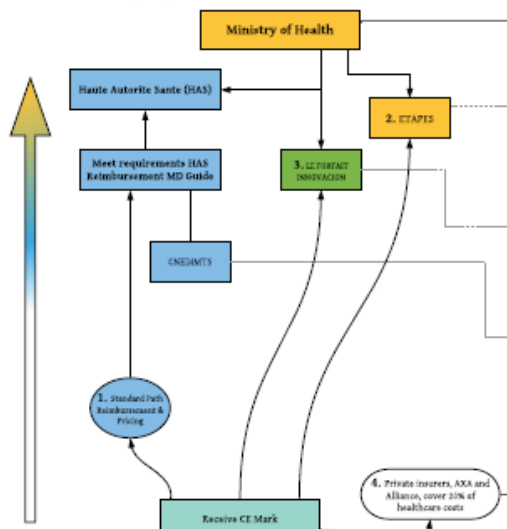 Ministry of Health
Haute Autorite Sante (HAS)
2. ETAPES
Meet requirements HAS
Reimbursement MD Guide
3. LE FORFAIT
INNOVACION
CNEDiMTS
1. Standard Path
Reimbursement &
Pricing
4. Private insurers, AXA and
Alliance, cover 20% of
healthcare costs
Receive CE Mark